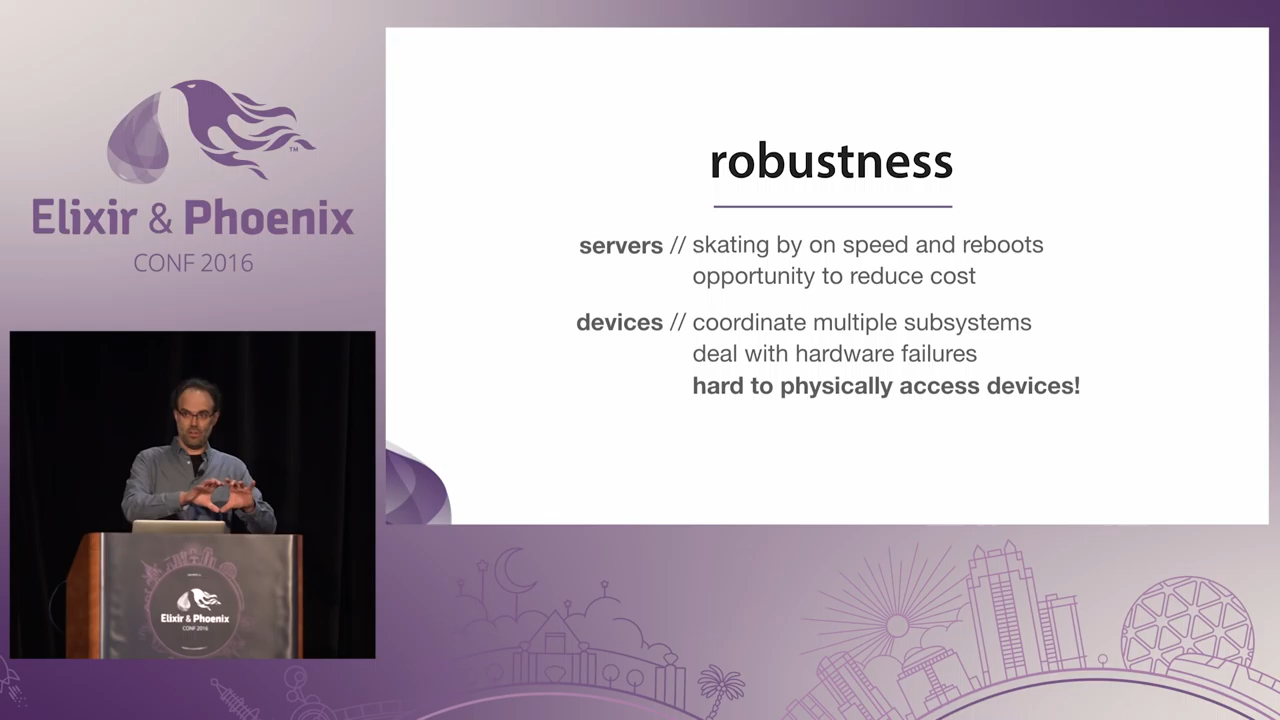 Elixir & Phoenix
TM
CONF 2016
robustness
servers // skating by on speed and reboots
opportunity to reduce cost
devices // coordinate multiple subsystems
deal with hardware failures
hard to physically access devices!
Elixir & Phoenix
CONF 2016